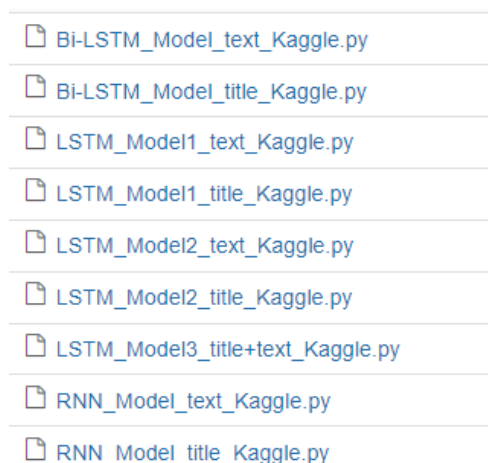 Bi-LSTM_Model_text_Kaggle.py
Bi-LSTM_Model_title_Kaggle.py
LSTM_Model1_text_Kaggle.py
LSTM_Model1_title_Kaggle.py
LSTM_Model2_text_Kaggle.py
LSTM_Model2_title_Kaggle.py
LSTM_Model3_title+text_Kaggle.py
RNN_Model_text_Kaggle.py
RNN_Model_title_Kaggle.py